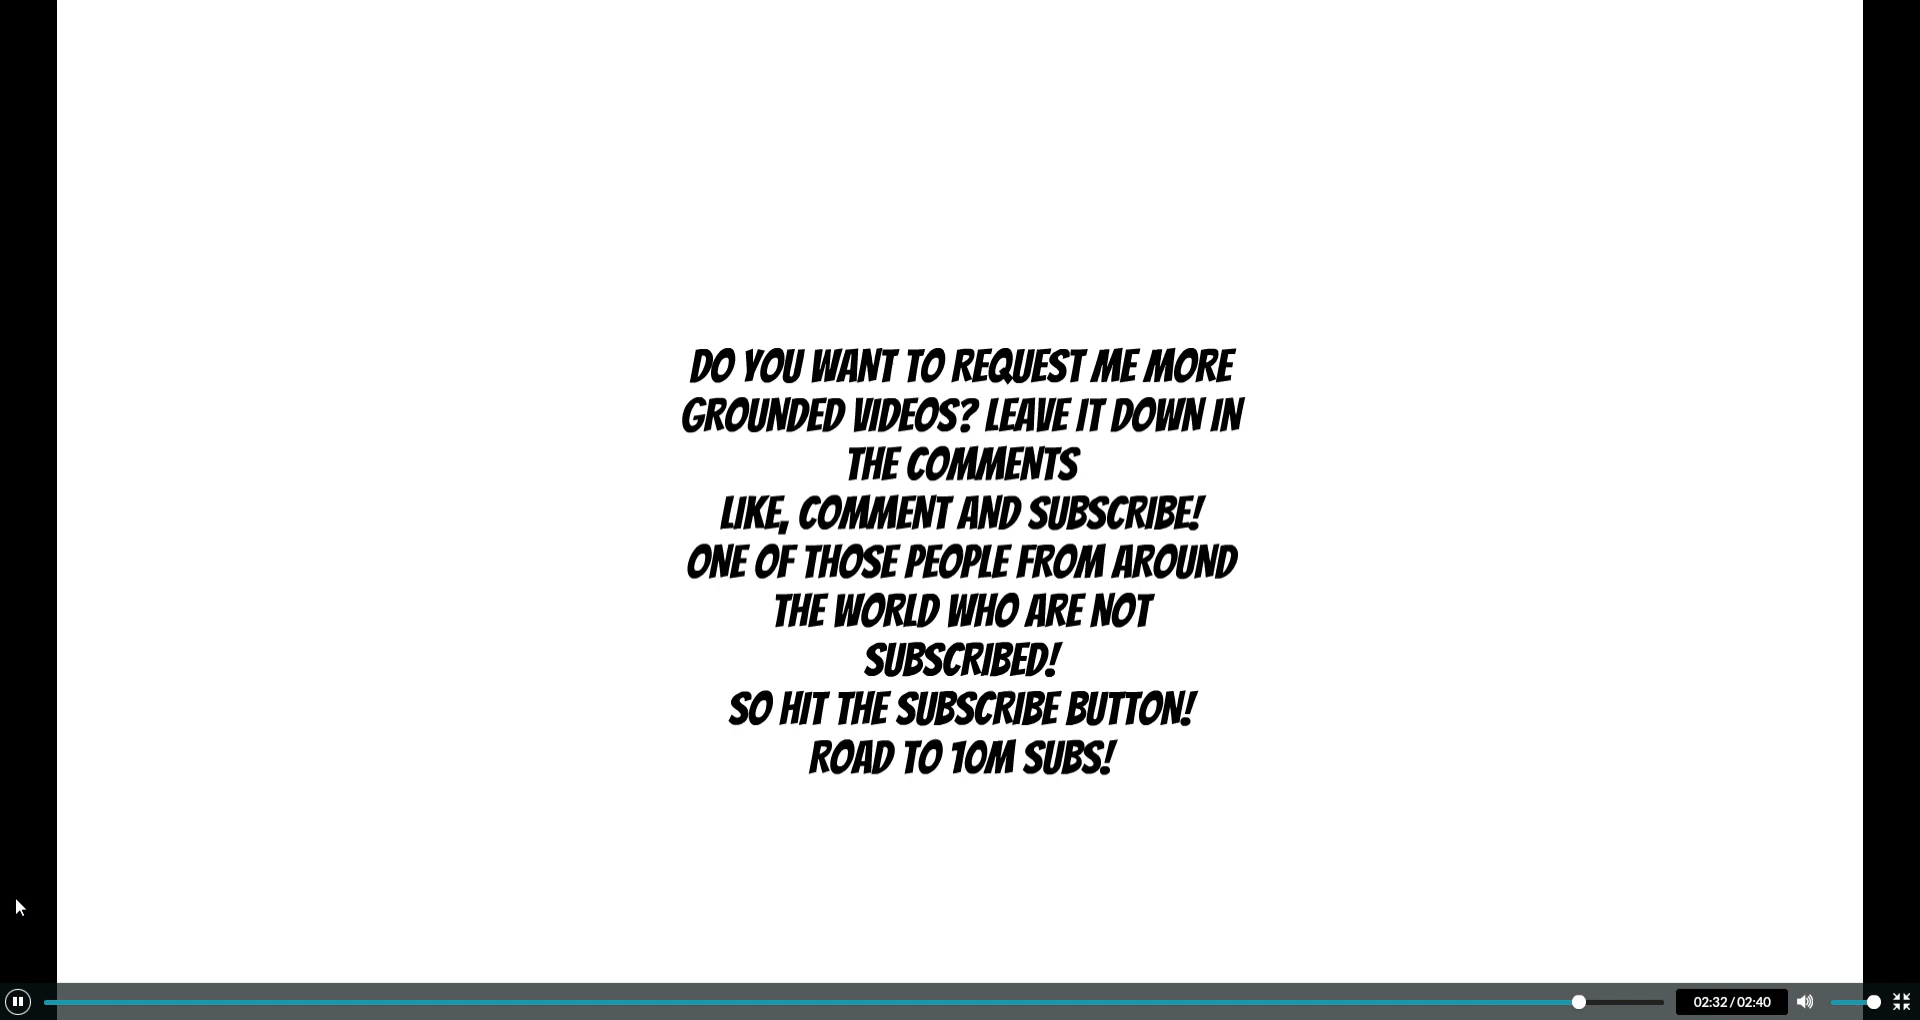 DO YOU WANT TO REQUEST ME MORE
GROUNDED VIDEOS? LEAVE IT DOWN IN
THE COMMENTS
LIKE, COMMENT AND SUBSCRIBE!
ONE OF THOSE PEOPLE FROM AROUND
THE WORLD WHO ARE NOT
SUBSCRIBED!
SO HIT THE SUBSCRIBE BUTTON!
ROAD TO 10M SUBS!
02:32 / 02:40